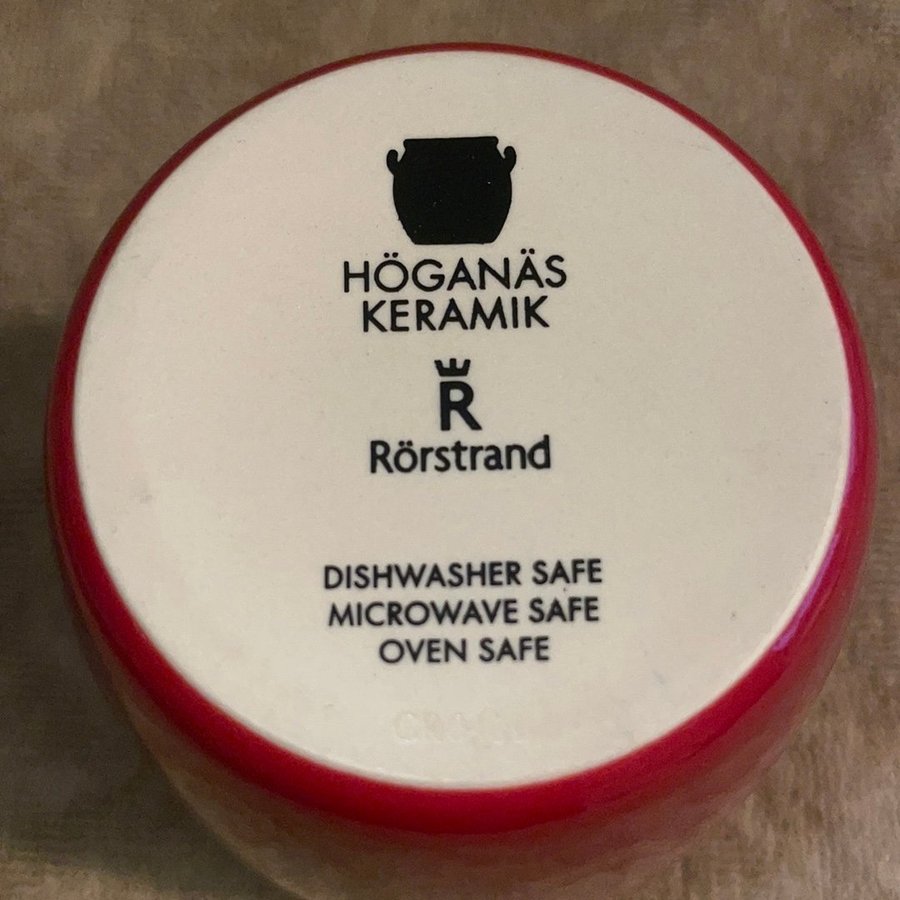 HÖGANÄS
KERAMIK
R
Rörstrand
DISHWASHER SAFE
MICROWAVE SAFE
OVEN SAFE